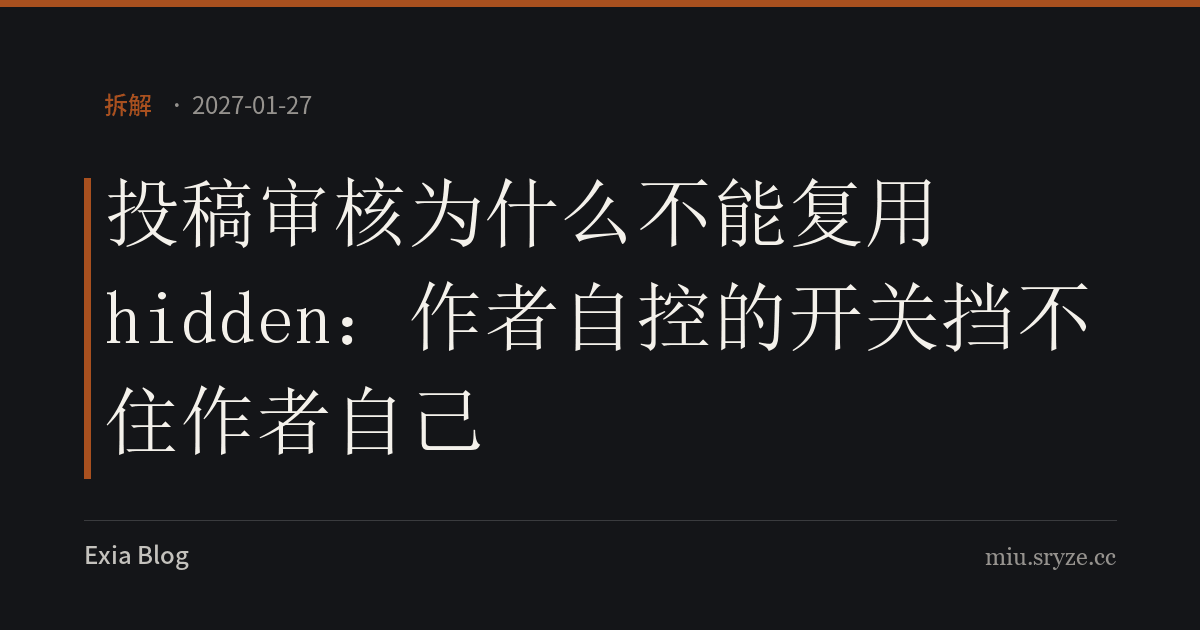 拆解 · 2027-01-27
投稿审核为什么不能复用
hidden：作者自控的开关挡不
住作者自己
Exia Blog
miu.sryze.cc